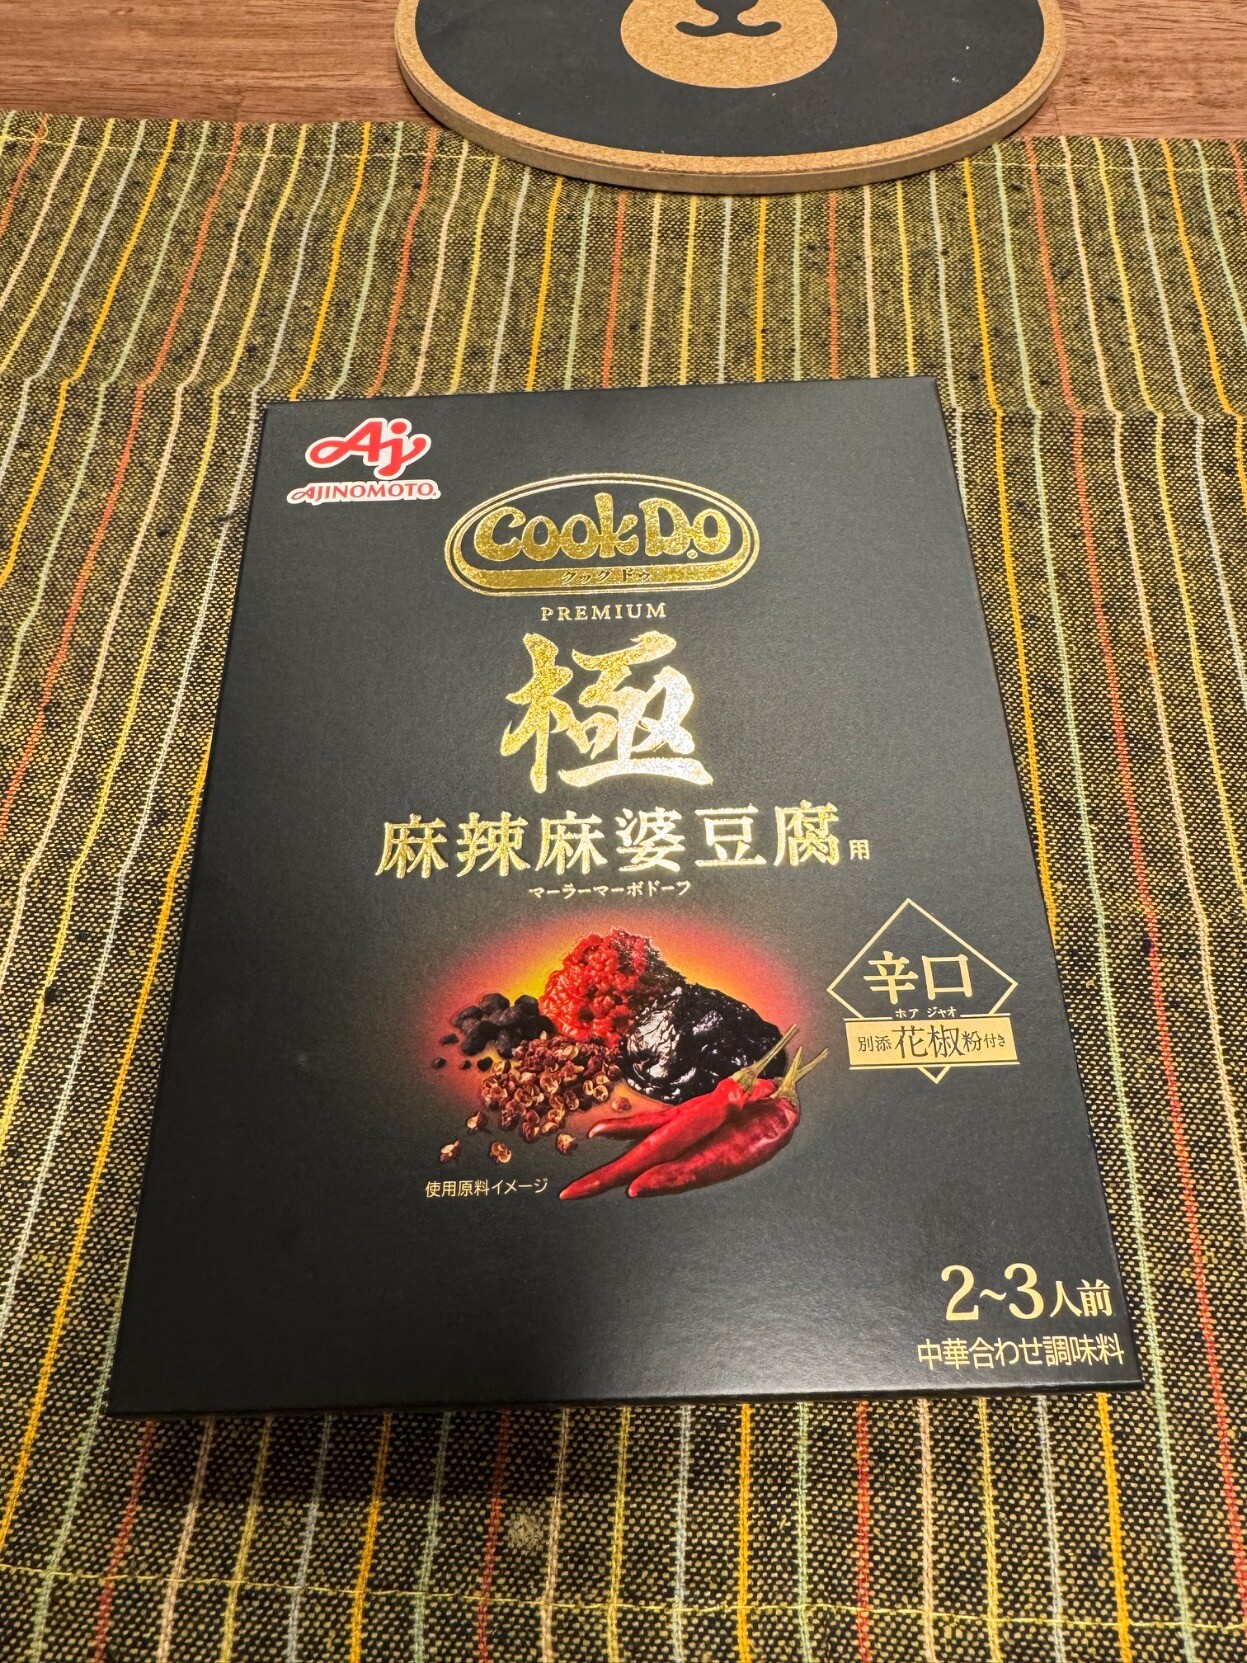 Aj
AJINOMOTO®
CookDo®
クックドゥ
PREMIUM
極
麻辣麻婆豆腐用
マーラーマーボドーフ
辛口
ホア ジャオ
別添花椒粉付き
使用原料イメージ
2~3人前
中華合わせ調味料